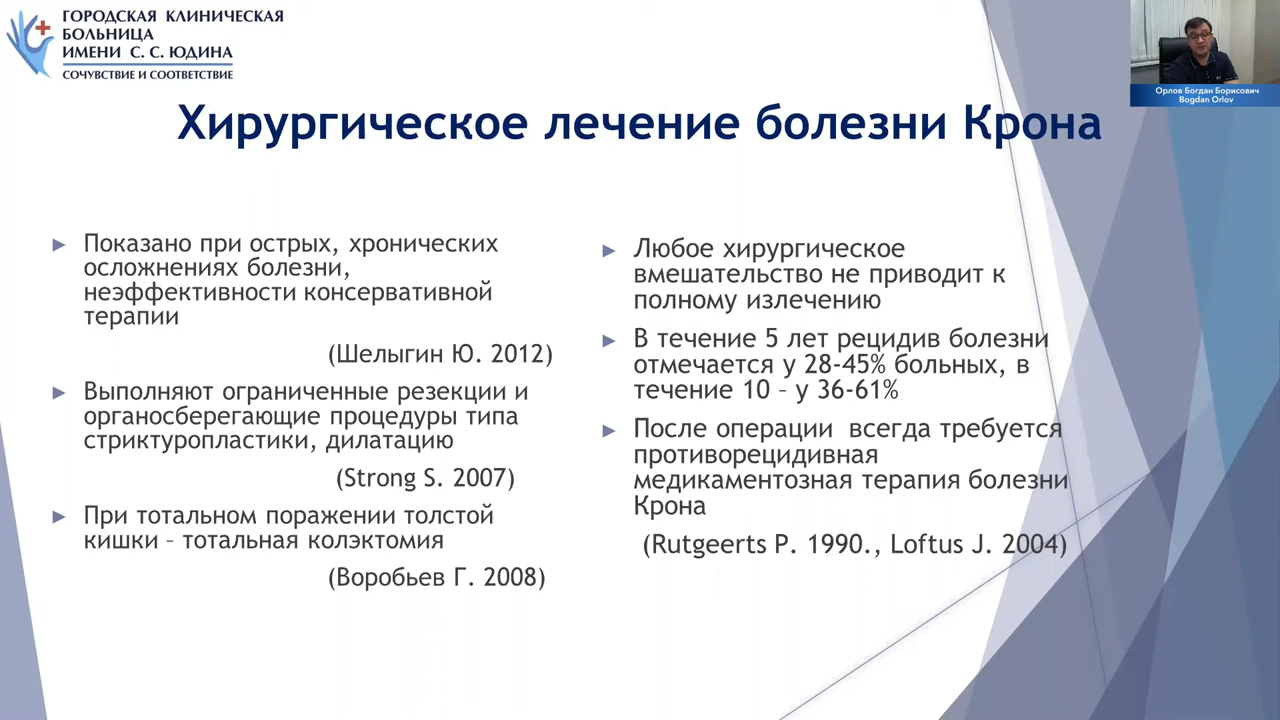 ГОРОДСКАЯ КЛИНИЧЕСКАЯ
БОЛЬНИЦА
ИМЕНИ С. С. ЮДИНА
СОЧУВСТВИЕ И СООТВЕТСТВИЕ
Орлов Богдан Борисович
Bogdan Orlov
Хирургическое лечение болезни Крона
► Показано при острых, хронических
осложнениях болезни,
неэффективности консервативной
терапии
(Шелыгин Ю. 2012)
► Выполняют ограниченные резекции и
органосберегающие процедуры типа
стриктуропластики, дилатацию
(Strong S. 2007)
► При тотальном поражении толстой
кишки – тотальная колэктомия
(Воробьев Г. 2008)
► Любое хирургическое
вмешательство не приводит к
полному излечению
► В течение 5 лет рецидив болезни
отмечается у 28-45% больных, в
течение 10 – у 36-61%
► После операции всегда требуется
противорецидивная
медикаментозная терапия болезни
Крона
(Rutgeerts P. 1990., Loftus J. 2004)